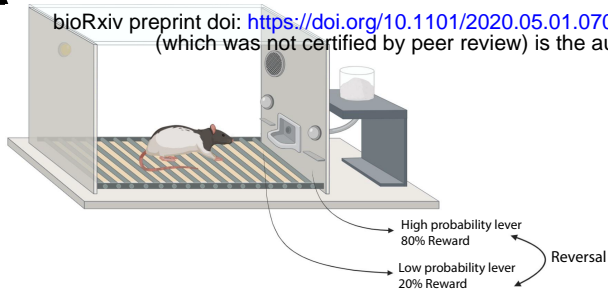 bioRxiv preprint doi: https://doi.org/10.1101/2020.05.01.070
(which was not certified by peer review) is the au
High probability lever
80% Reward
Reversal
Low probability lever
20% Reward